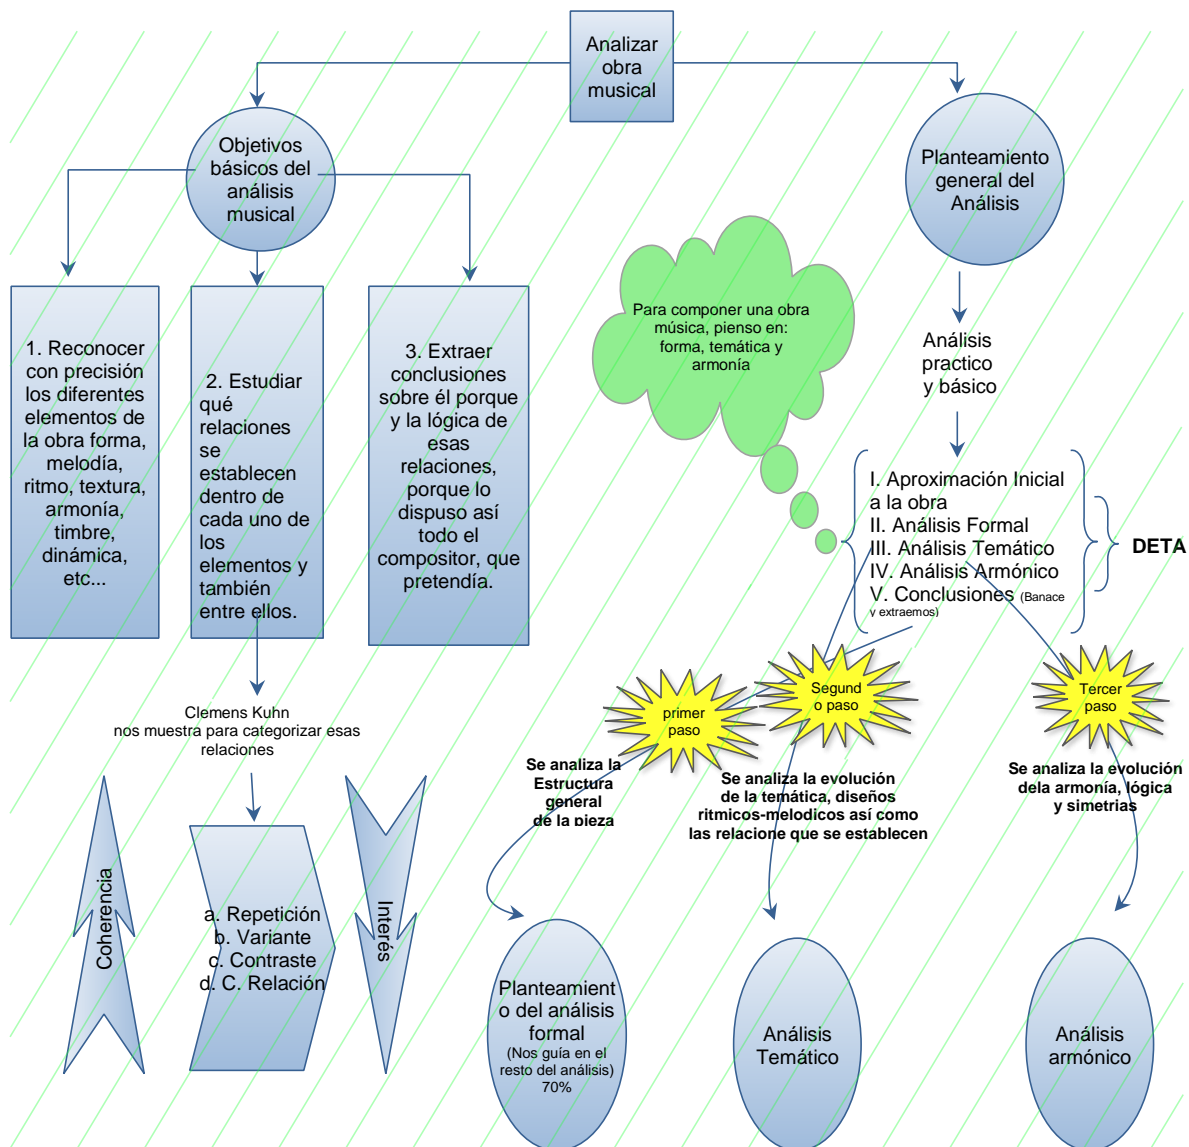 Analizar
obra
musical
Objetivos
básicos del
análisis
musical
Planteamiento
general del
Análisis
1. Reconocer
con precisión
los diferentes
elementos de
la obra forma,
melodía,
ritmo, textura,
armonía,
timbre,
dinámica,
etc...
2. Estudiar
qué
relaciones
se
establecen
dentro de
cada uno de
los
elementos y
también
entre ellos.
3. Extraer
conclusiones
sobre él porque
y la lógica de
esas
relaciones,
porque lo
dispuso así
todo el
compositor, que
pretendía.
Para componer una obra
música, pienso en:
forma, temática y
armonía
Análisis
practico
y básico
I. Aproximación Inicial
a la obra
II. Análisis Formal
III. Análisis Temático
IV. Análisis Armónico
V. Conclusiones (Banace
y extraemos)
DETA
Clemens Kuhn
nos muestra para categorizar esas
relaciones
primer
paso
Segund
o paso
Tercer
paso
Se analiza la
Estructura
general
de la pieza
Se analiza la evolución
de la temática, diseños
ritmicos-melodicos así como
las relacione que se establecen
Se analiza la evolución
dela armonía, lógica
y simetrias
Coherencia
a. Repetición
b. Variante
c. Contraste
d. C. Relación
Interés
Planteamient
o del análisis
formal
(Nos guía en el
resto del análisis)
70%
Análisis
Temático
Análisis
armónico